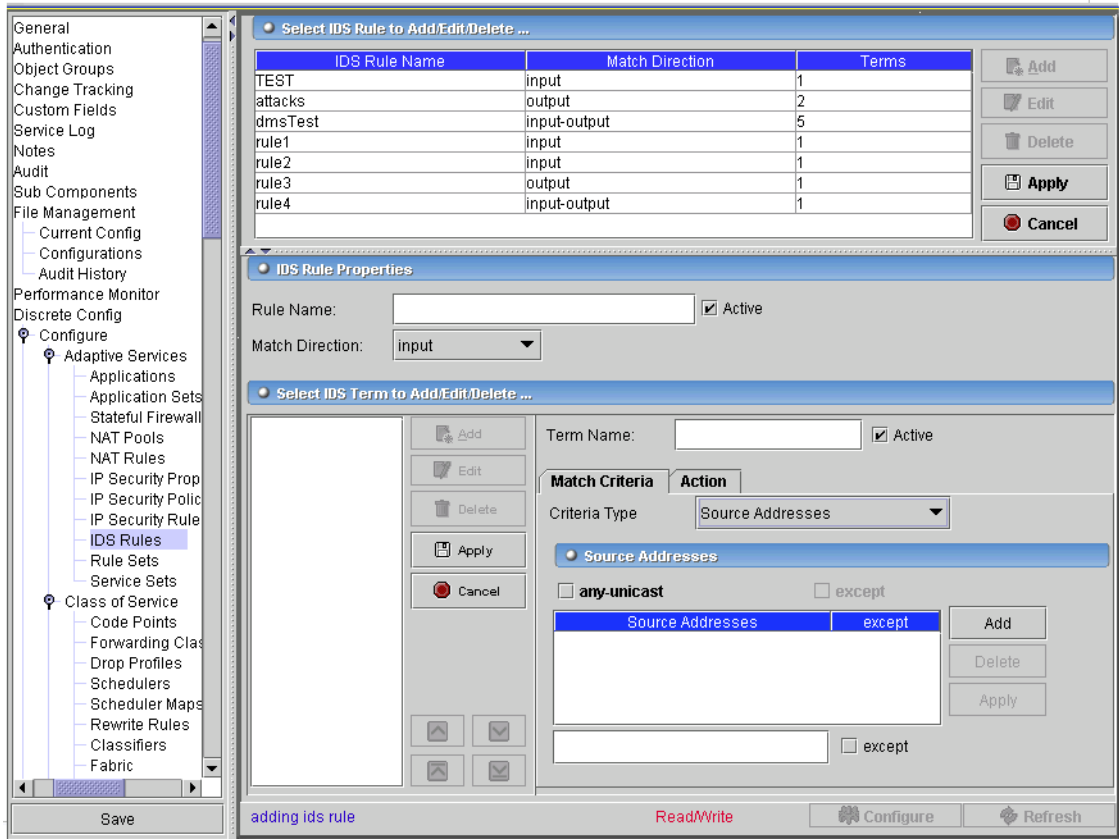 General
Authentication
Object Groups
Change Tracking
Custom Fields
Service Log
Notes
Audit
Sub Components
File Management
Current Config
Configurations
Audit History
Performance Monitor
Discrete Config
Configure
Adaptive Services
Applications
Application Sets
Stateful Firewall
NAT Pools
NAT Rules
IP Security Prop
IP Security Polic
IP Security Rule
IDS Rules
Rule Sets
Service Sets
Class of Service
Code Points
Forwarding Clas
Drop Profiles
Schedulers
Scheduler Maps
Rewrite Rules
Classifiers
Fabric
Save
Select IDS Rule to Add/Edit/Delete ...
IDS Rule Name Match Direction Terms
TEST input 1
attacks output 2
dmsTest input-output 5
rule1 input 1
rule2 input 1
rule3 output 1
rule4 input-output 1
Add
Edit
Delete
Apply
Cancel
IDS Rule Properties
Rule Name: Active
Match Direction: input
Select IDS Term to Add/Edit/Delete ...
Add
Edit
Delete
Apply
Cancel
Term Name: Active
Match Criteria Action
Criteria Type Source Addresses
Source Addresses
any-unicast except
Source Addresses except
Add
Delete
Apply
except
adding ids rule Read/Write Configure Refresh